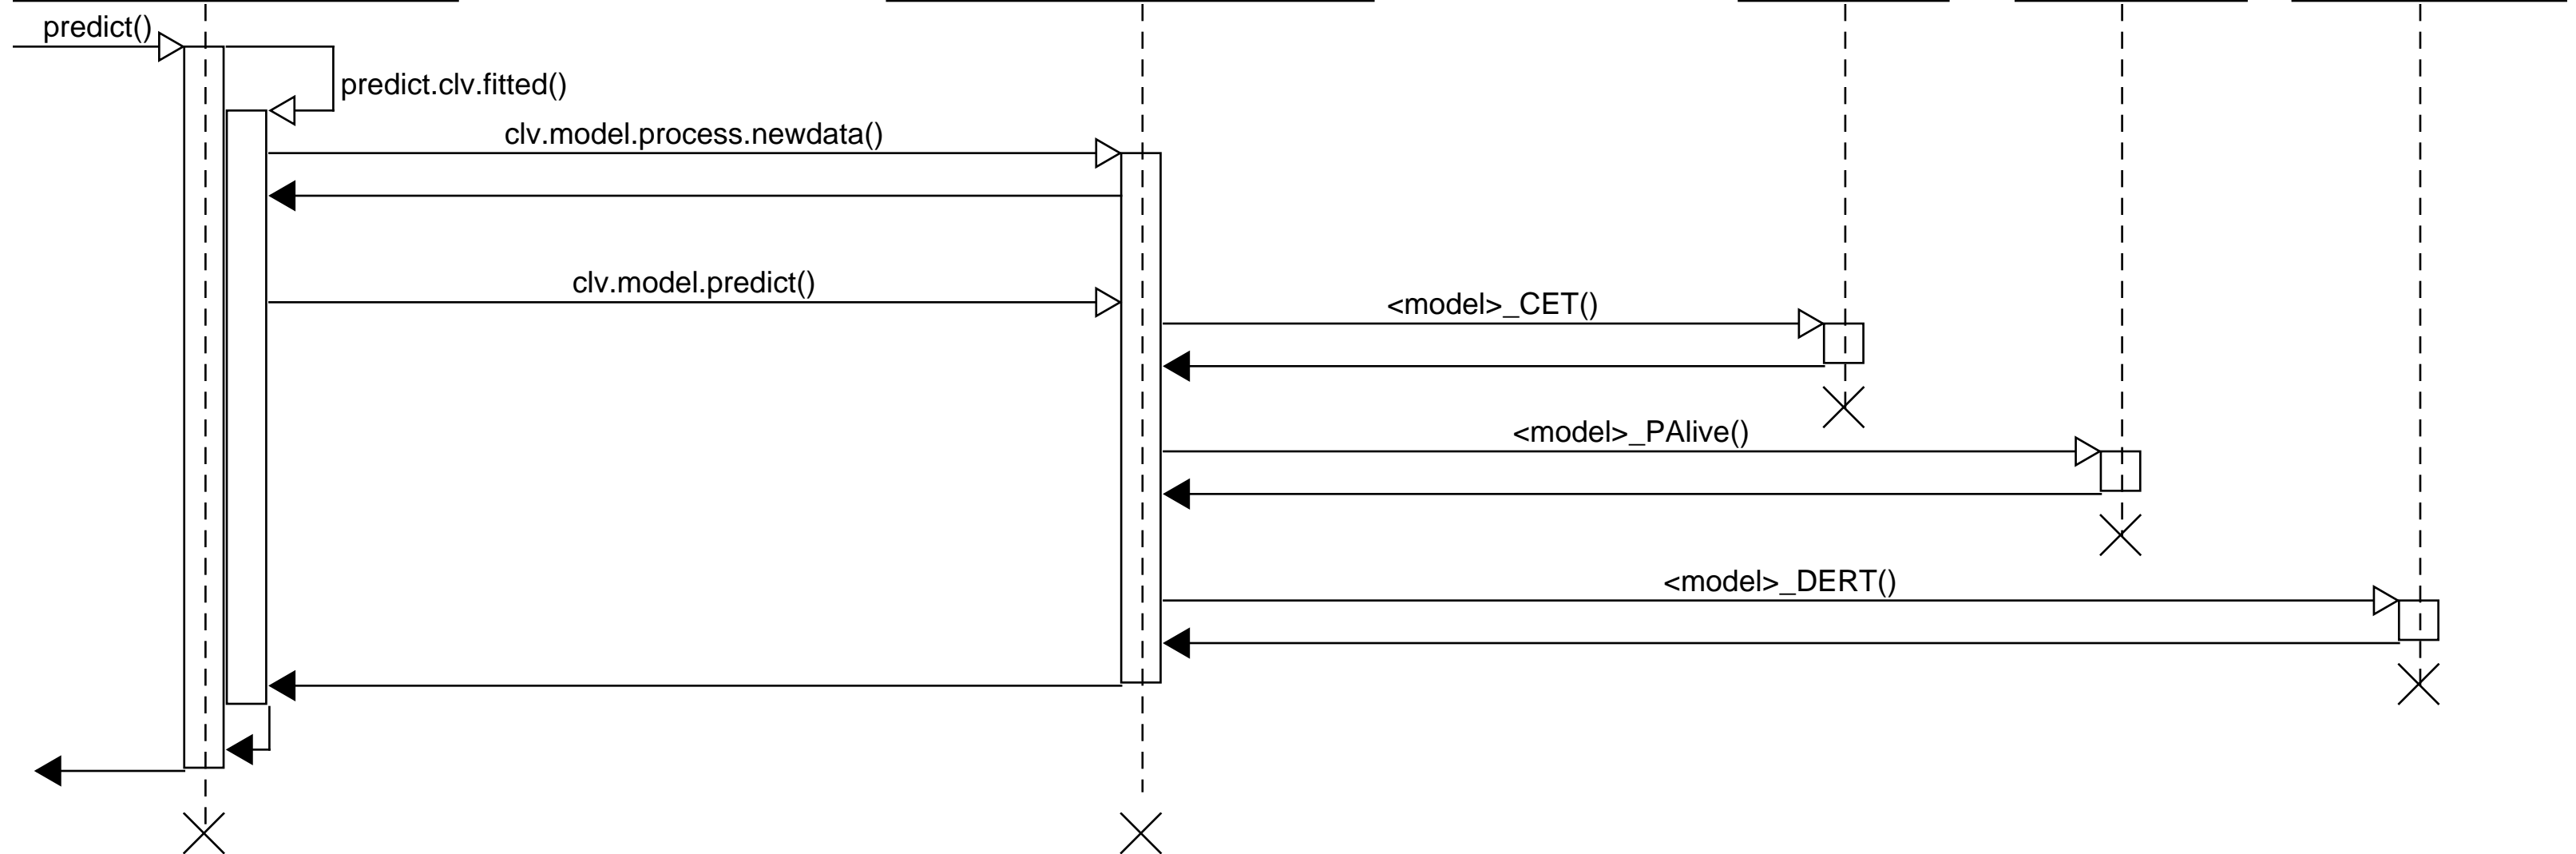 predict()
predict.clv.fitted()
clv.model.process.newdata()
clv.model.predict()
<model>_CET()
<model>_PAlive()
<model>_DERT()